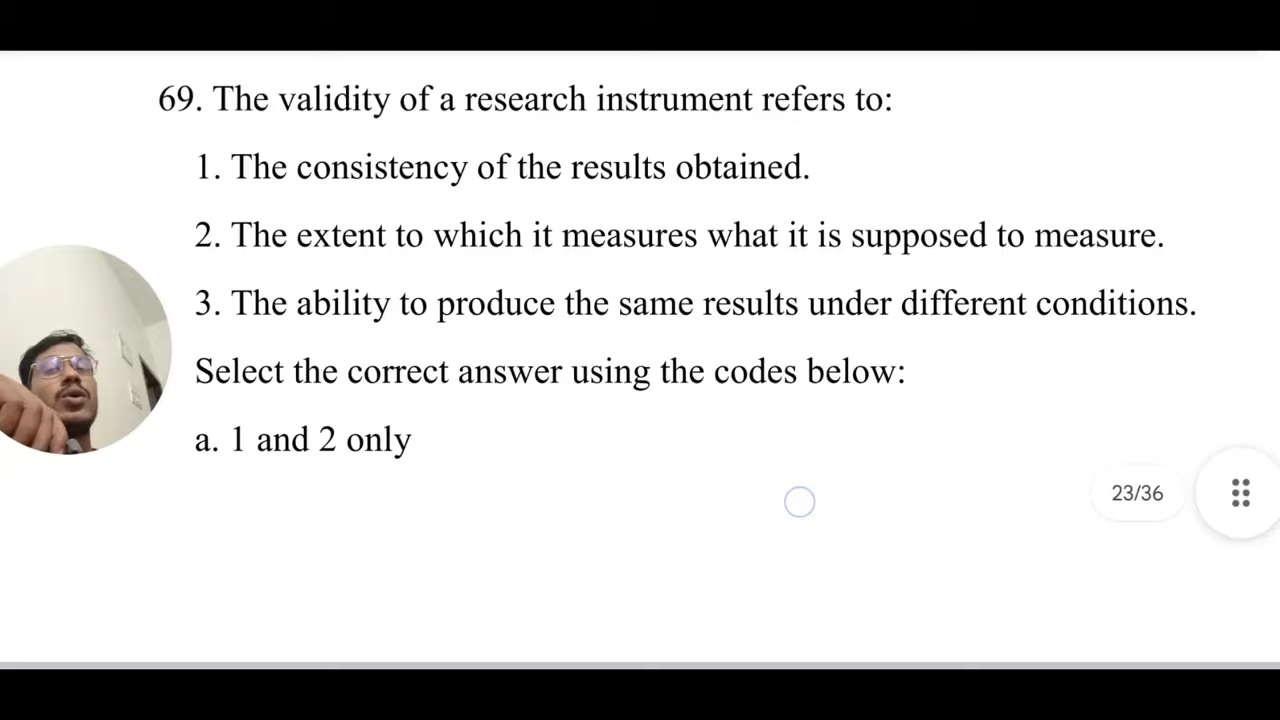 69. The validity of a research instrument refers to:
1. The consistency of the results obtained.
2. The extent to which it measures what it is supposed to measure.
3. The ability to produce the same results under different conditions.
Select the correct answer using the codes below:
a. 1 and 2 only
23/36